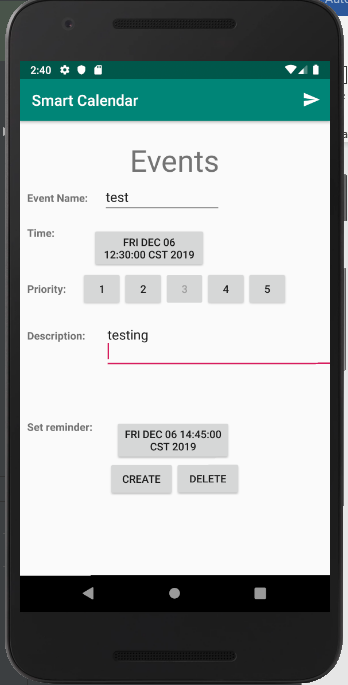 2:40
Smart Calendar
Events
Event Name: test
Time:
FRI DEC 06
12:30:00 CST 2019
Priority: 1 2 3 4 5
Description: testing
Set reminder:
FRI DEC 06 14:45:00
CST 2019
CREATE DELETE